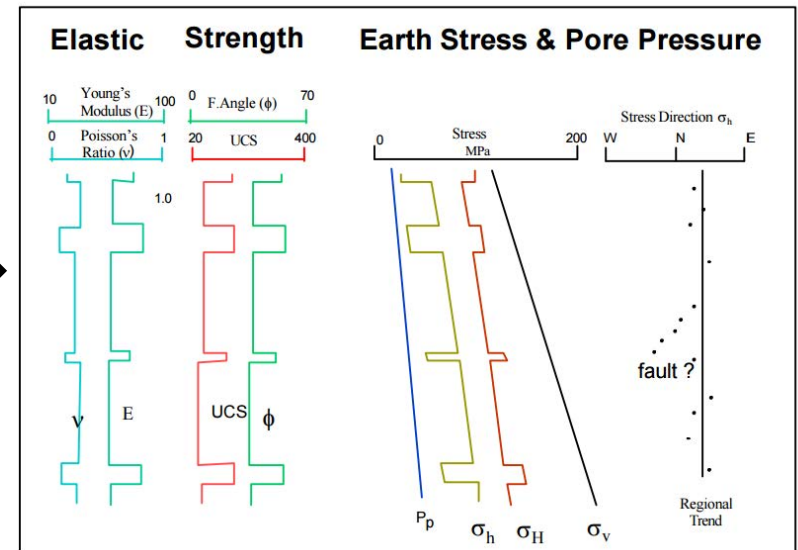 Elastic Strength Earth Stress & Pore Pressure
10 Young's Modulus (E) 100
0 F.Angle (ϕ) 70
0 Poisson's Ratio (ν) 1
20 UCS 400
0 Stress MPa 200
Stress Direction σh
W N E
1.0
fault ?
ν E UCS ϕ
Pp σh σH σv
Regional
Trend